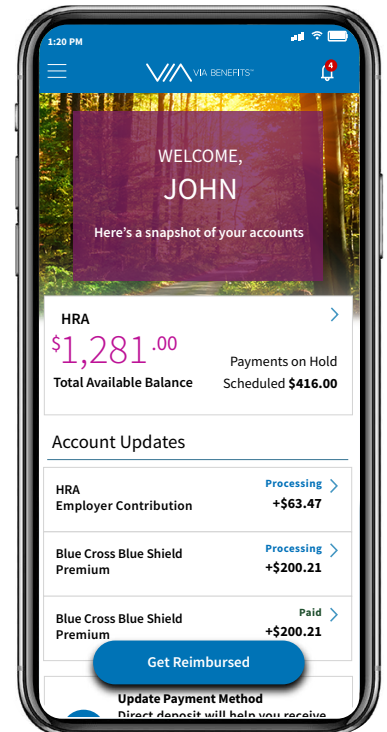 1:20 PM
VIA VIA BENEFITS™
4
WELCOME,
JOHN
Here's a snapshot of your accounts
HRA
$1,281.00
Payments on Hold
Total Available Balance
Scheduled $416.00
Account Updates
HRA
Processing
Employer Contribution
+$63.47
Blue Cross Blue Shield
Processing
Premium
+$200.21
Blue Cross Blue Shield
Paid
Premium
+$200.21
Get Reimbursed
Update Payment Method
Direct deposit will help you receive